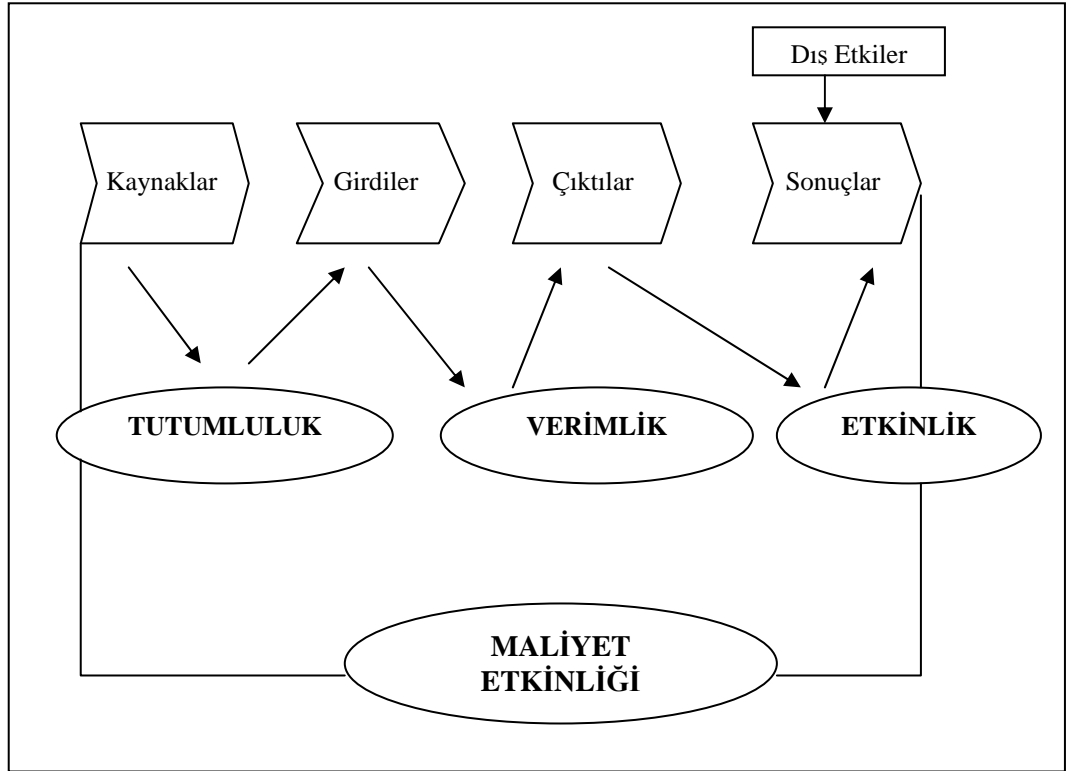 Dış Etkiler
Kaynaklar
Girdiler
Çıktılar
Sonuçlar
TUTUMLULUK
VERİMLİK
ETKİNLİK
MALİYET
ETKİNLİĞİ